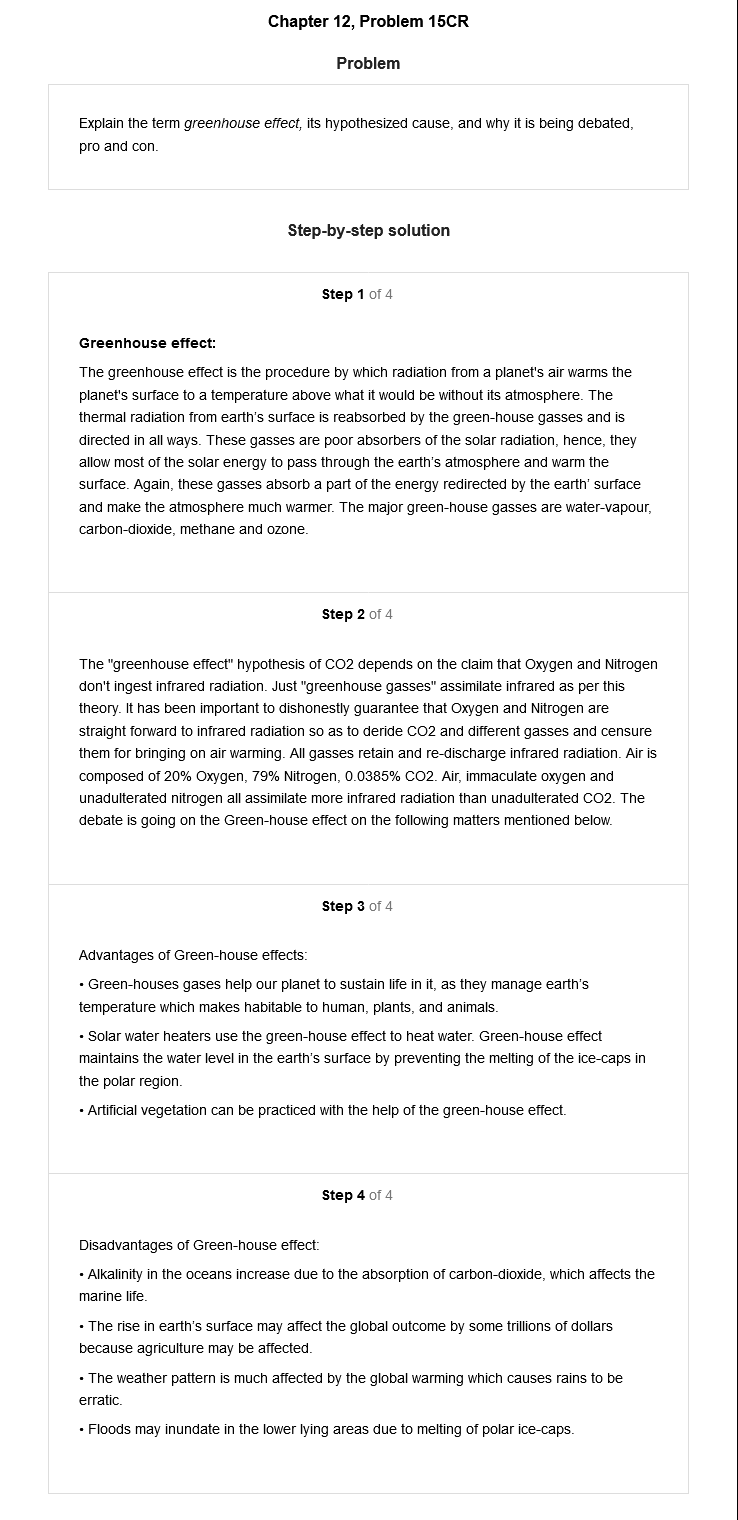 Chapter 12, Problem 15CR
Problem
Explain the term greenhouse effect, its hypothesized cause, and why it is being debated,
pro and con.
Step-by-step solution
Step 1 of 4
Greenhouse effect:
The greenhouse effect is the procedure by which radiation from a planet's air warms the
planet's surface to a temperature above what it would be without its atmosphere. The
thermal radiation from earth’s surface is reabsorbed by the green-house gasses and is
directed in all ways. These gasses are poor absorbers of the solar radiation, hence, they
allow most of the solar energy to pass through the earth’s atmosphere and warm the
surface. Again, these gasses absorb a part of the energy redirected by the earth’ surface
and make the atmosphere much warmer. The major green-house gasses are water-vapour,
carbon-dioxide, methane and ozone.
Step 2 of 4
The "greenhouse effect" hypothesis of CO2 depends on the claim that Oxygen and Nitrogen
don't ingest infrared radiation. Just "greenhouse gasses" assimilate infrared as per this
theory. It has been important to dishonestly guarantee that Oxygen and Nitrogen are
straight forward to infrared radiation so as to deride CO2 and different gasses and censure
them for bringing on air warming. All gasses retain and re-discharge infrared radiation. Air is
composed of 20% Oxygen, 79% Nitrogen, 0.0385% CO2. Air, immaculate oxygen and
unadulterated nitrogen all assimilate more infrared radiation than unadulterated CO2. The
debate is going on the Green-house effect on the following matters mentioned below.
Step 3 of 4
Advantages of Green-house effects:
• Green-houses gases help our planet to sustain life in it, as they manage earth’s
temperature which makes habitable to human, plants, and animals.
• Solar water heaters use the green-house effect to heat water. Green-house effect
maintains the water level in the earth’s surface by preventing the melting of the ice-caps in
the polar region.
• Artificial vegetation can be practiced with the help of the green-house effect.
Step 4 of 4
Disadvantages of Green-house effect:
• Alkalinity in the oceans increase due to the absorption of carbon-dioxide, which affects the
marine life.
• The rise in earth’s surface may affect the global outcome by some trillions of dollars
because agriculture may be affected.
• The weather pattern is much affected by the global warming which causes rains to be
erratic.
• Floods may inundate in the lower lying areas due to melting of polar ice-caps.